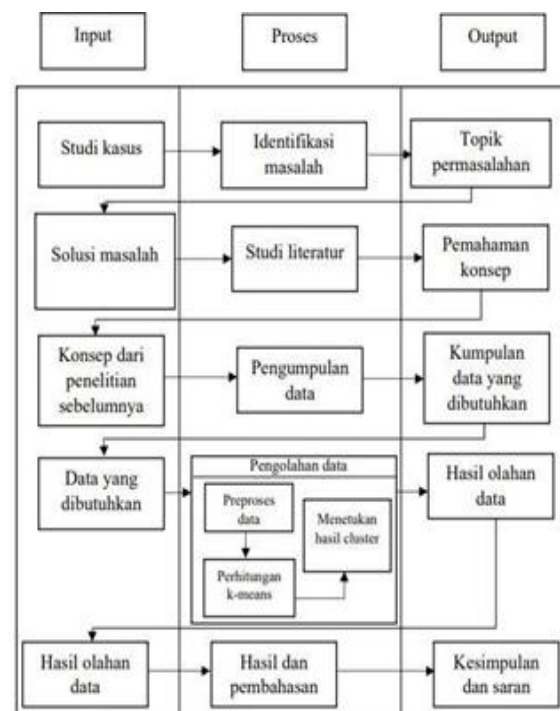 Input
Proses
Output
Studi kasus
Identifikasi
masalah
Topik
permasalahan
Solusi masalah
Studi literatur
Pemahaman
konsep
Konsep dari
penelitian
sebelumnya
Pengumpulan
data
Kumpulan
data yang
dibutuhkan
Data yang
dibutuhkan
Pengolahan data
Preproses
data
Perhitungan
k-means
Menetukan
hasil cluster
Hasil olahan
data
Hasil olahan
data
Hasil dan
pembahasan
Kesimpulan
dan saran